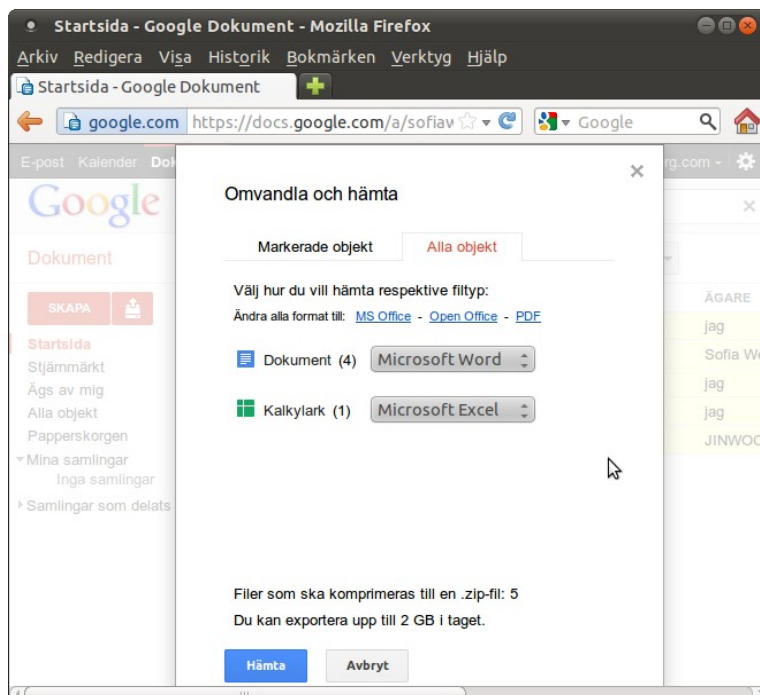 Startsida - Google Dokument - Mozilla Firefox
Arkiv Redigera Visa Historik Bokmärken Verktyg Hjälp
Startsida - Google Dokument
google.com https://docs.google.com/a/sofiaw Google
E-post Kalender Dok rg.com
Google
Omvandla och hämta
Markerade objekt Alla objekt
Dokument
Välj hur du vill hämta respektive filtyp:
Ändra alla format till: MS Office - Open Office - PDF
SKAPA
ÄGARE
jag
Startsida
Dokument (4) Microsoft Word
Sofia We
Stjärnmärkt
Ägs av mig
jag
Alla objekt
Kalkylark (1) Microsoft Excel
jag
Papperskorgen
JINWOO
Mina samlingar
Inga samlingar
Samlingar som delats
Filer som ska komprimeras till en .zip-fil: 5
Du kan exportera upp till 2 GB i taget.
Hämta Avbryt